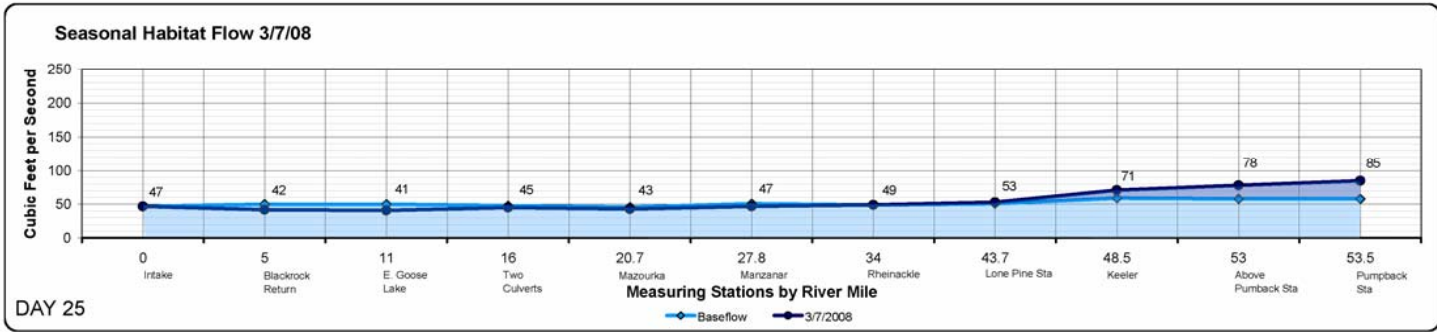 Seasonal Habitat Flow 3/7/08
Cubic Feet per Second
250
200
150
100
50
0
47 42 41 45 43 47 49 53 71 78 85
0 5 11 16 20.7 27.8 34 43.7 48.5 53 53.5
Intake Blackrock E. Goose Two Mazourka Manzanar Rheinackle Lone Pine Sta Keeler Above Pumpback
Return Lake Culverts Pumback Sta Sta
Measuring Stations by River Mile
DAY 25
Baseflow 3/7/2008